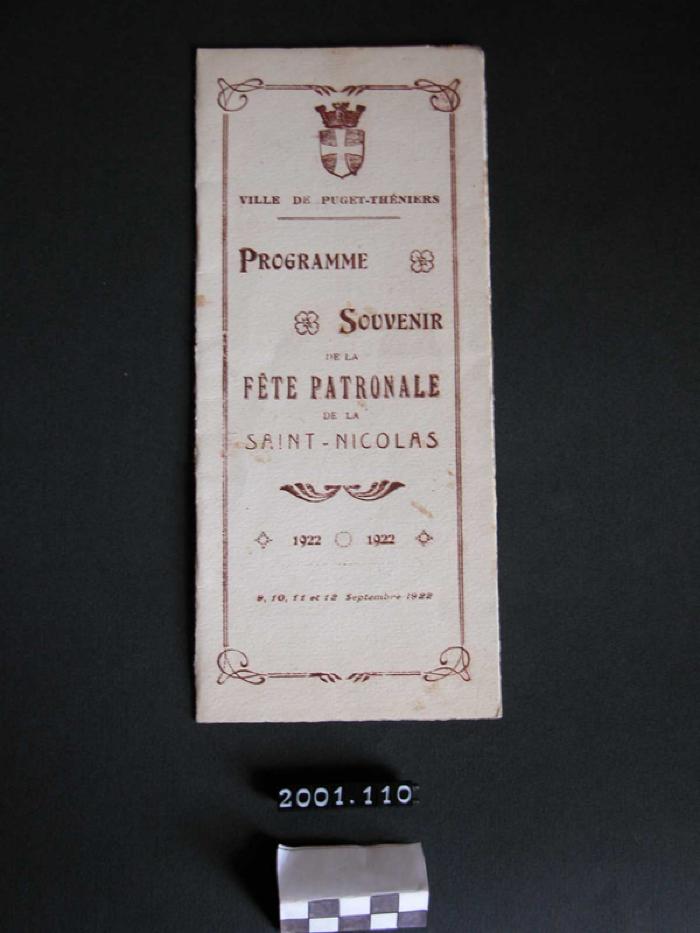 VILLE DE PUGET-THÉNIERS
PROGRAMME
SOUVENIR
DE LA
FÊTE PATRONALE
DE LA
SAINT-NICOLAS
1922 1922
9, 10, 11 et 12 Septembre 1922
2001.110